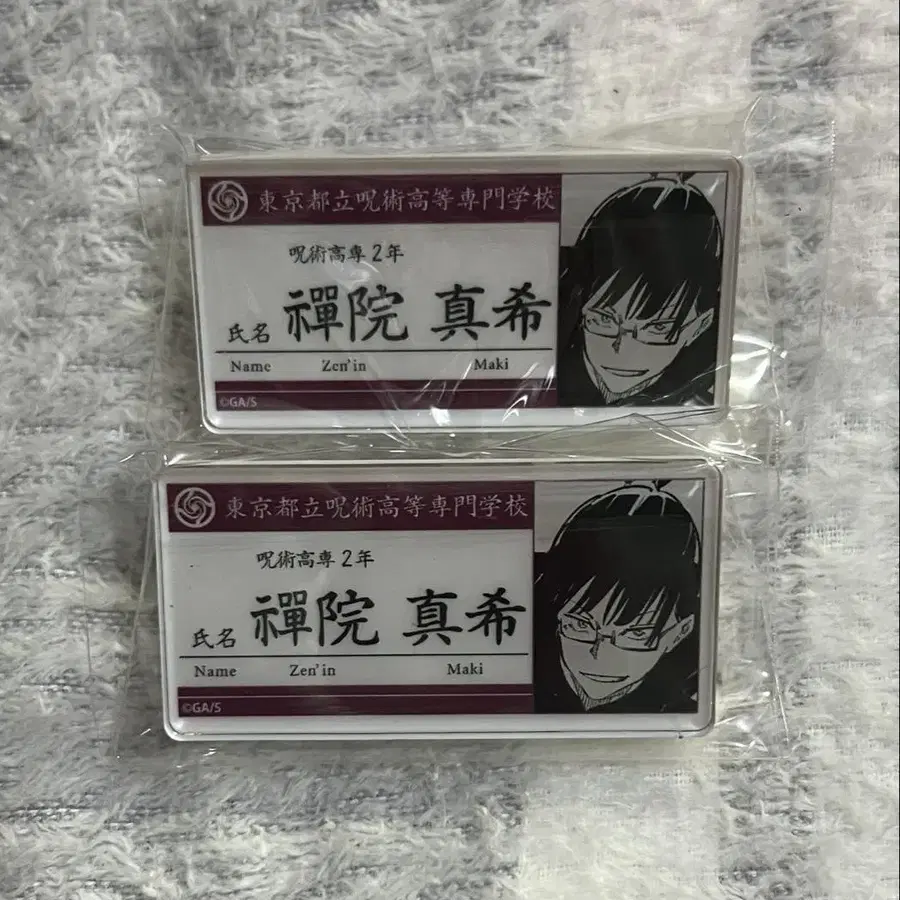 東京都立呪術高等専門学校
呪術高専2年
氏名 禪院 真希
Name Zen'in Maki
©GA/S
東京都立呪術高等専門学校
呪術高専2年
氏名 禪院 真希
Name Zen'in Maki
©GA/S